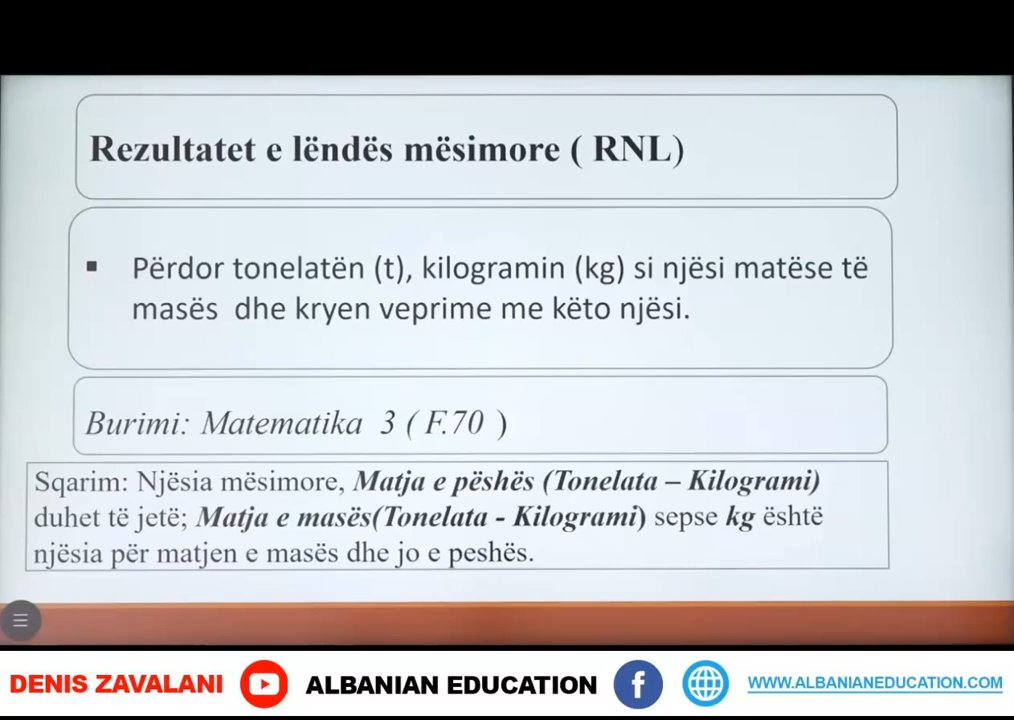 Rezultatet e lëndës mësimore ( RNL)
▪ Përdor tonelatën (t), kilogramin (kg) si njësi matëse të
masës dhe kryen veprime me këto njësi.
Burimi: Matematika 3 ( F.70 )
Sqarim: Njësia mësimore, Matja e pëshës (Tonelata – Kilogrami)
duhet të jetë; Matja e masës(Tonelata - Kilogrami) sepse kg është
njësia për matjen e masës dhe jo e peshës.
DENIS ZAVALANI ALBANIAN EDUCATION f WWW.ALBANIANEDUCATION.COM